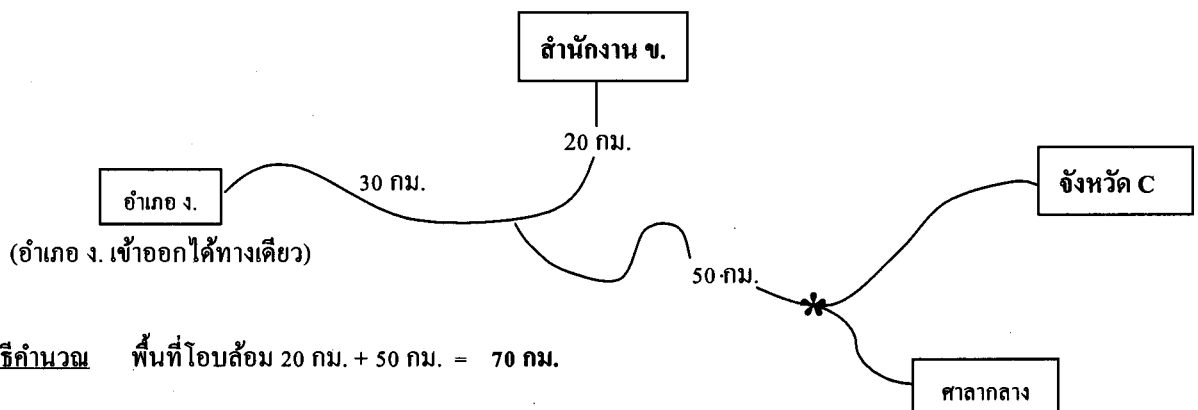 สำนักงาน ข.
20 กม.
30 กม.
จังหวัด C
อำเภอ ง.
(อำเภอ ง. เข้าออกได้ทางเดียว)
50 กม.
*
ธีคำนวณ พื้นที่โอบล้อม 20 กม. + 50 กม. = 70 กม.
ศาลากลาง